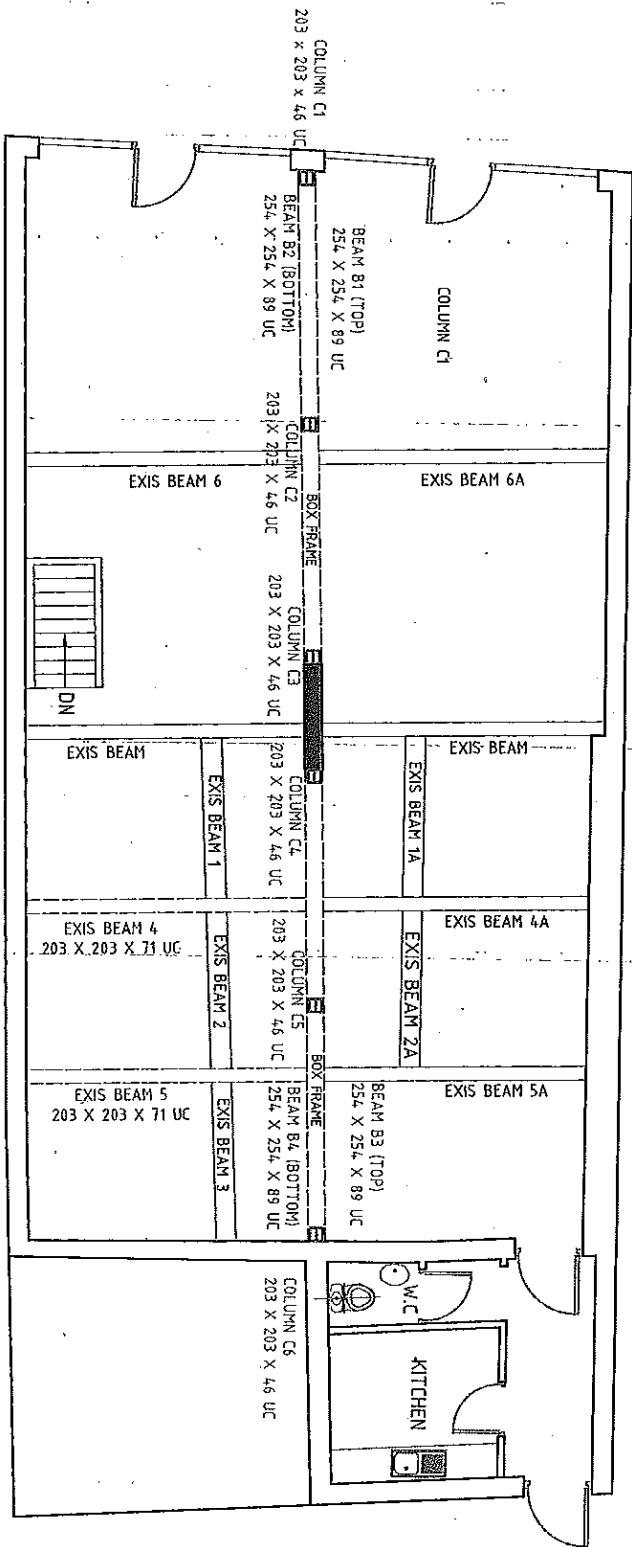 COLUMN C1
203 x 203 x 46 UC
BEAM B1 (TOP)
254 X 254 X 89 UC
BEAM B2 (BOTTOM)
254 X 254 X 89 UC
COLUMN C1
COLUMN C2
203 X 203 X 46 UC
EXIS BEAM 6
EXIS BEAM 6A
BOX FRAME
COLUMN C3
203 X 203 X 46 UC
DN
EXIS BEAM
EXIS BEAM
EXIS BEAM 1
COLUMN C4
203 X 203 X 46 UC
EXIS BEAM 1A
EXIS BEAM 4
203 X 203 X 71 UC
EXIS BEAM 4A
EXIS BEAM 2
COLUMN C5
203 X 203 X 46 UC
EXIS BEAM 2A
EXIS BEAM 5
203 X 203 X 71 UC
EXIS BEAM 5A
EXIS BEAM 3
BOX FRAME
BEAM B4 (BOTTOM)
254 X 254 X 89 UC
BEAM B3 (TOP)
254 X 254 X 89 UC
COLUMN C6
203 X 203 X 46 UC
W.C
KITCHEN